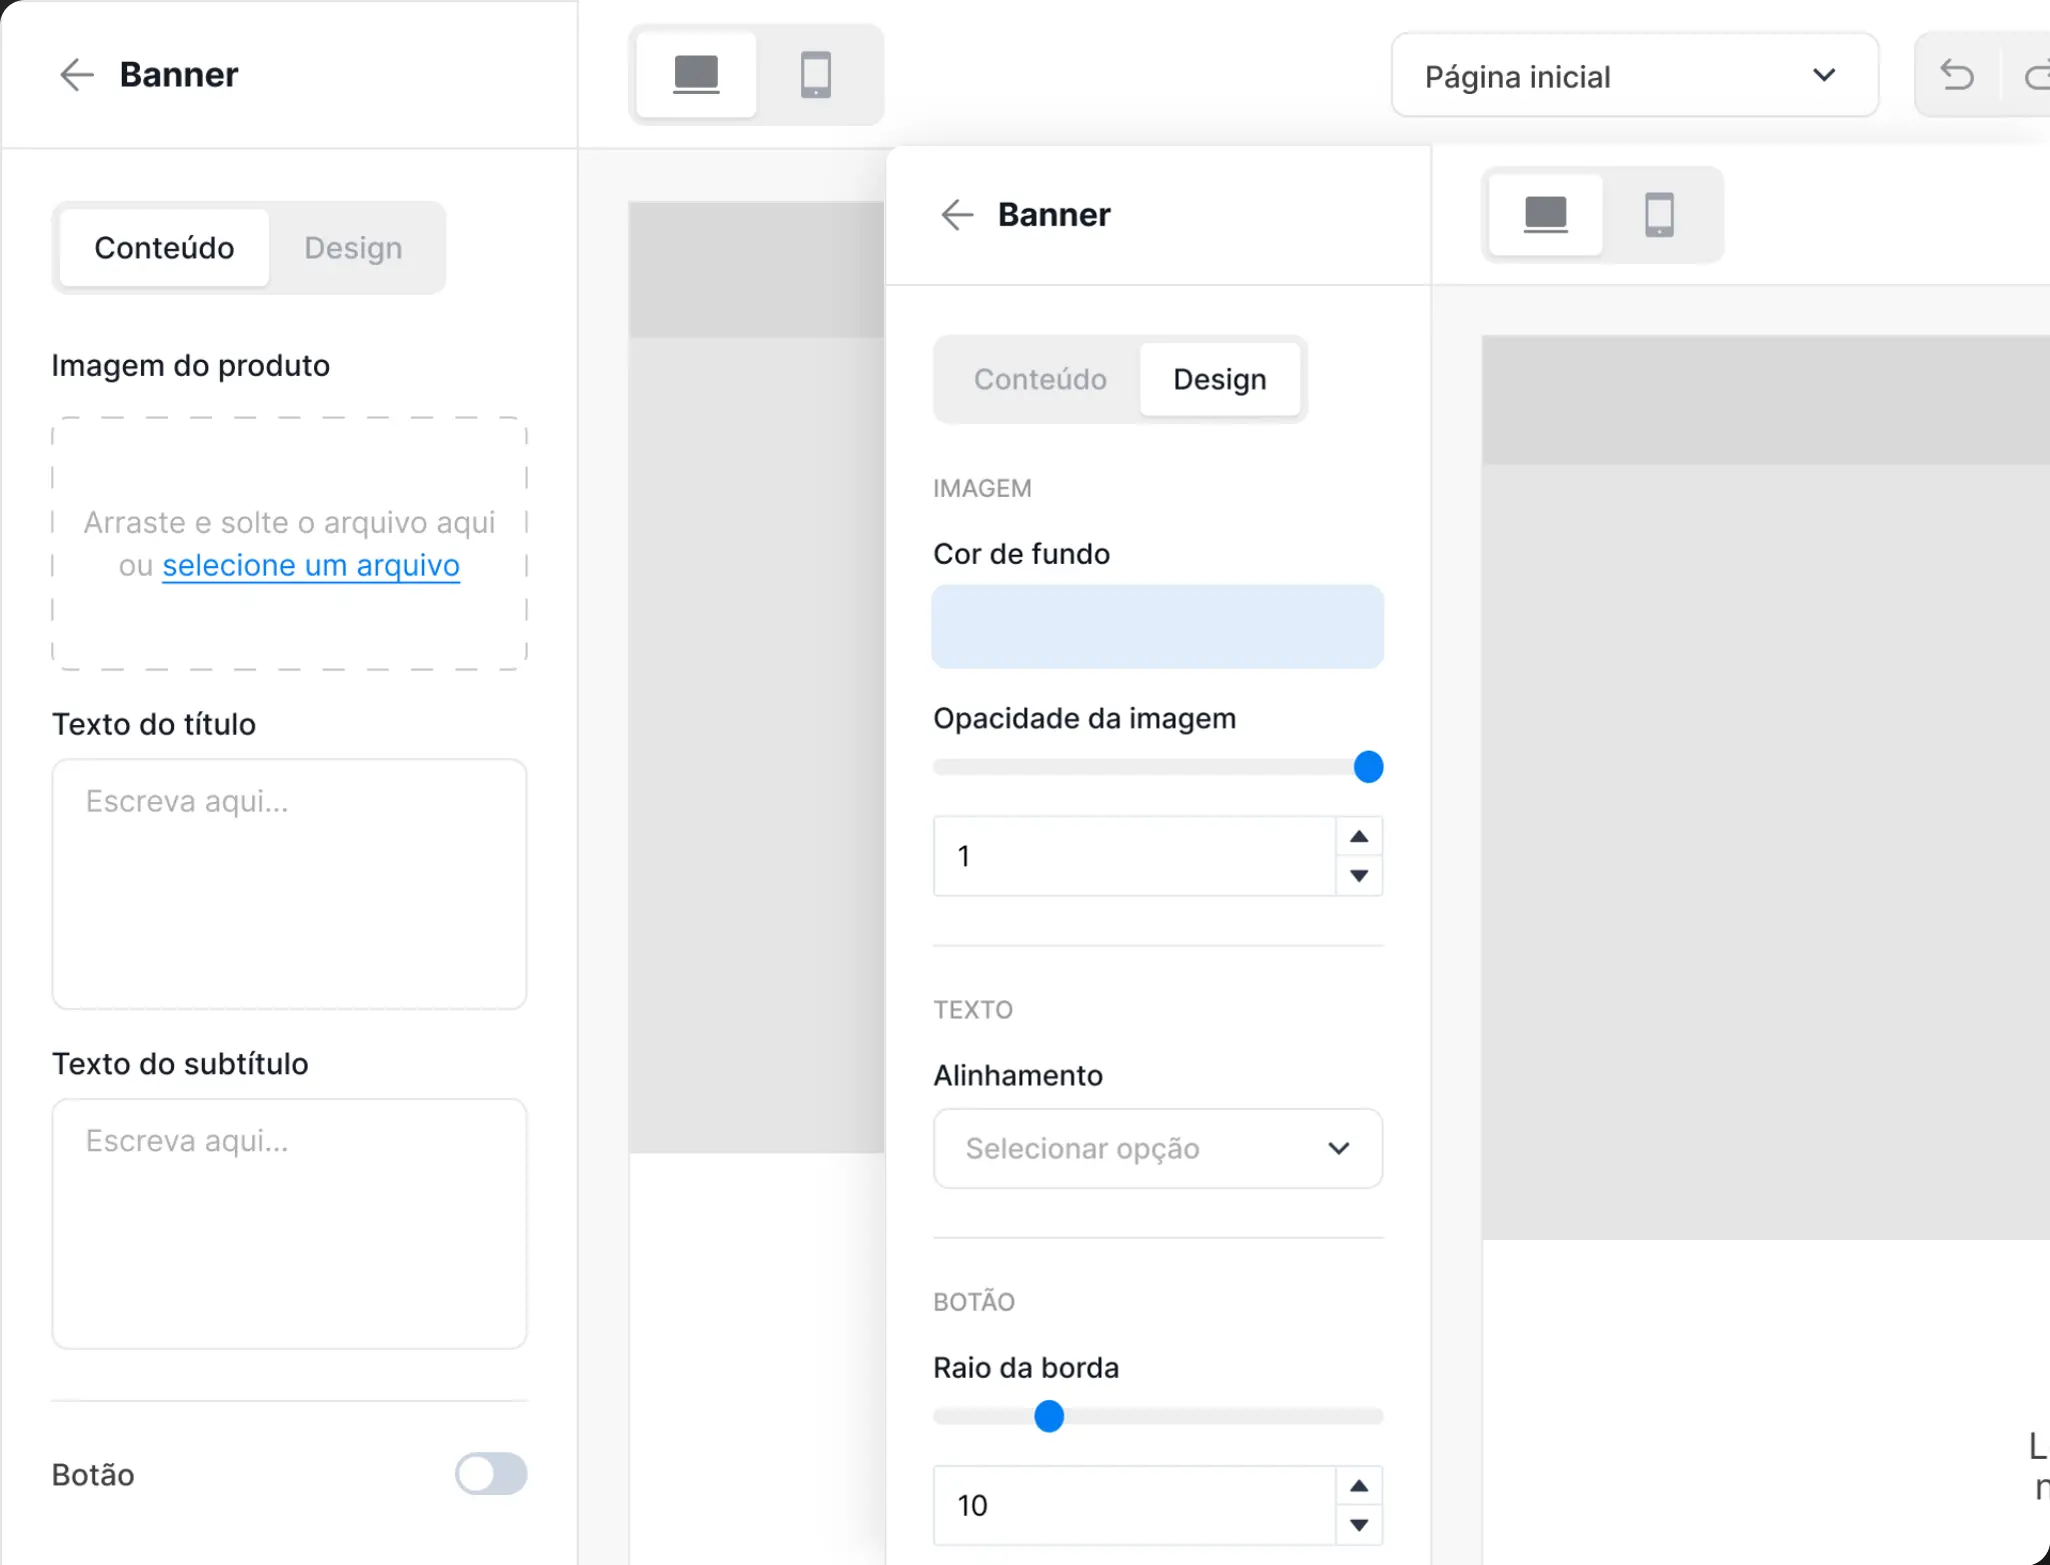 Banner
Página inicial
Conteúdo
Design
Imagem do produto
Arraste e solte o arquivo aqui
ou selecione um arquivo
Texto do título
Escreva aqui...
Texto do subtítulo
Escreva aqui...
Botão
Banner
Conteúdo
Design
IMAGEM
Cor de fundo
Opacidade da imagem
1
TEXTO
Alinhamento
Selecionar opção
BOTÃO
Raio da borda
10